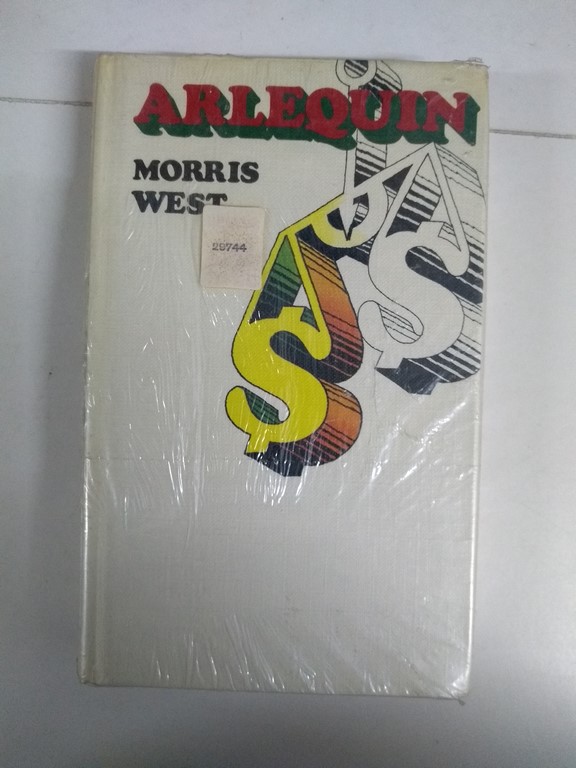 ARLEQUIN
MORRIS
WEST
29744
$
$